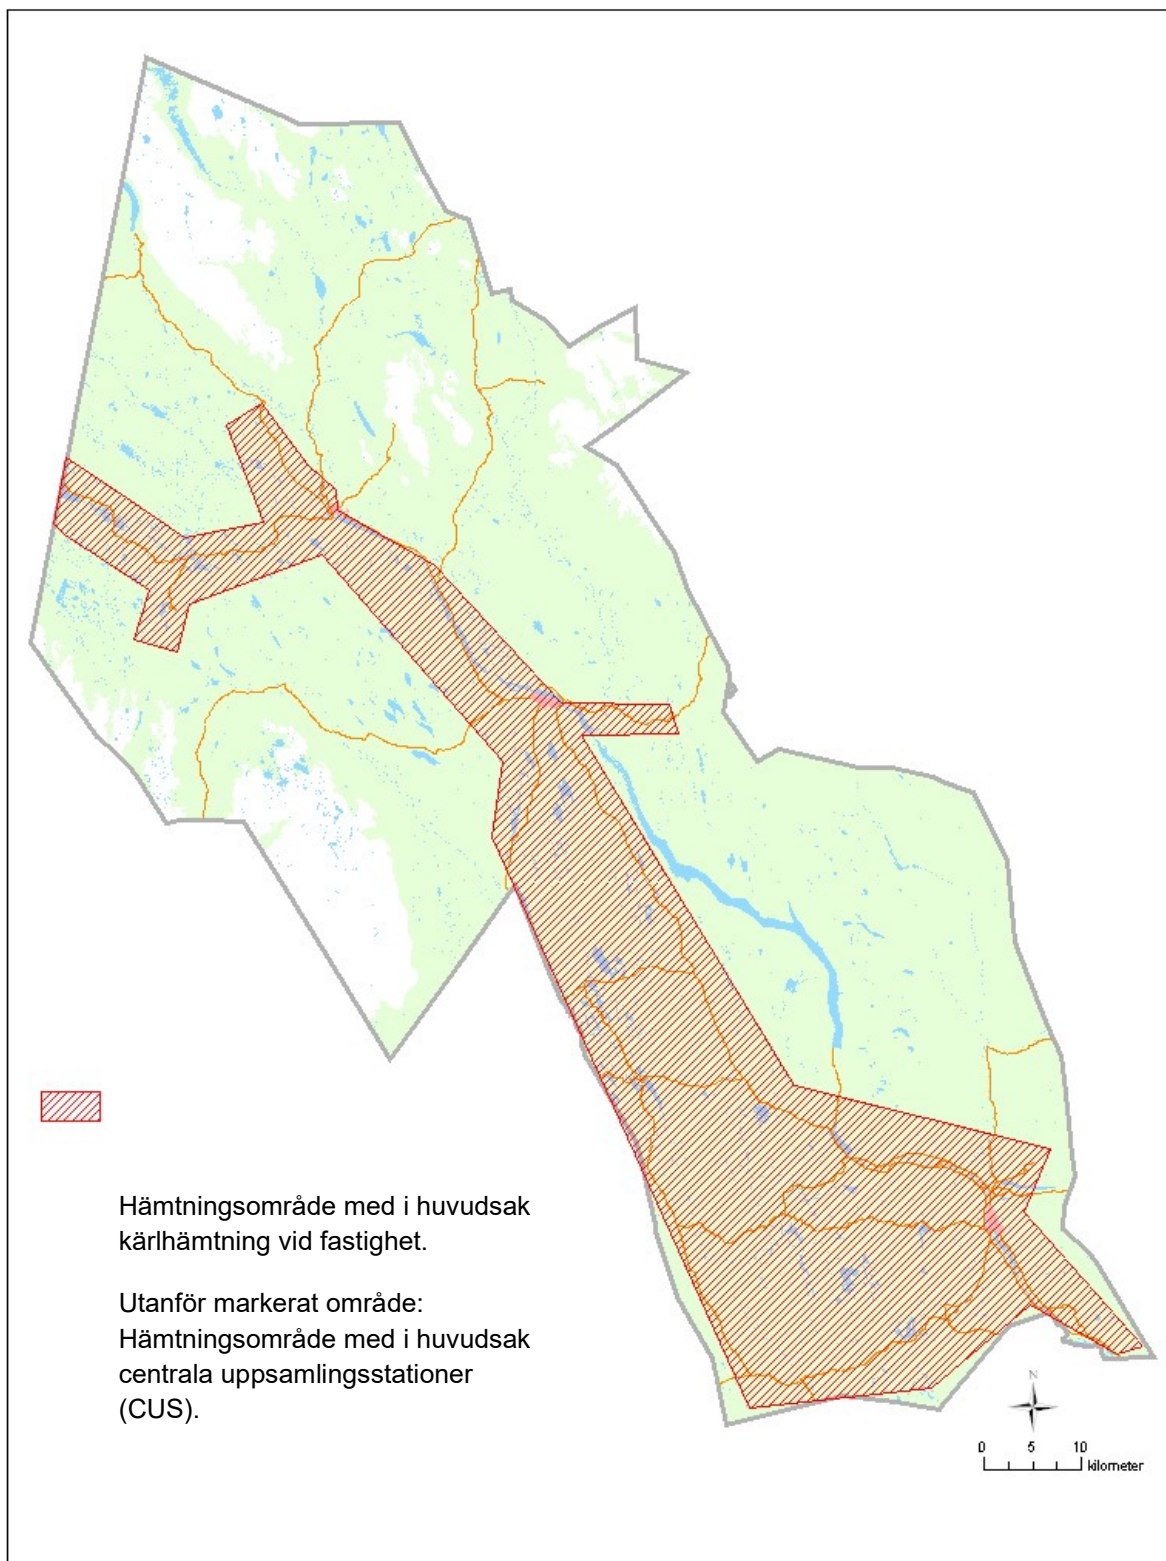 Hämtningsområde med i huvudsak
kärlhämtning vid fastighet.
Utanför markerat område:
Hämtningsområde med i huvudsak
centrala uppsamlingsstationer
(CUS).
N
0 5 10
kilometer